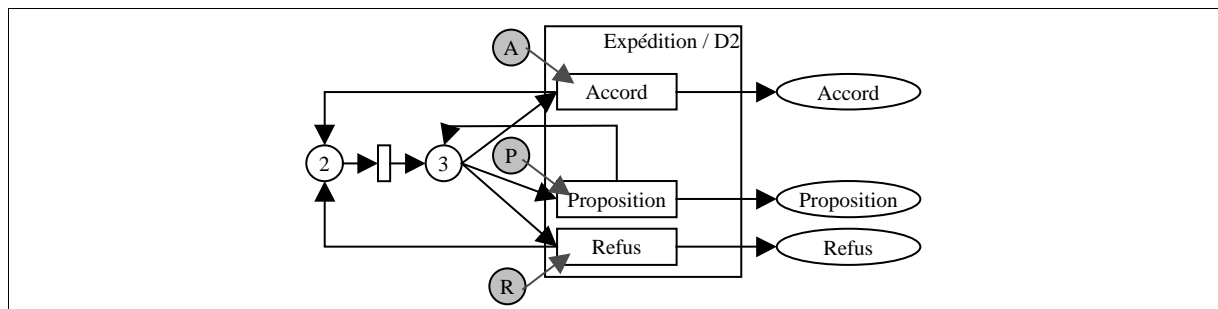 Expédition / D2
A
Accord
Accord
2
3
P
Proposition
Proposition
Refus
Refus
R